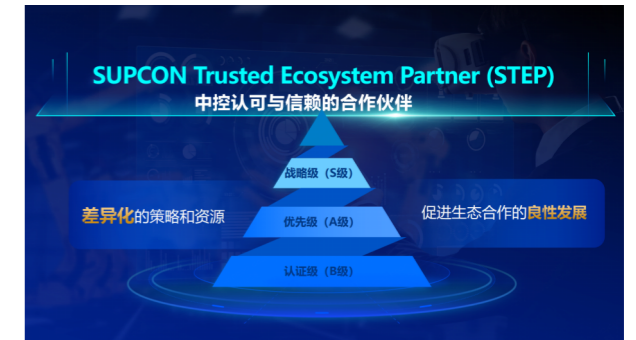 SUPCON Trusted Ecosystem Partner (STEP)
中控认可与信赖的合作伙伴
战略级（S级）
差异化的策略和资源
优先级（A级）
促进生态合作的良性发展
认证级（B级）